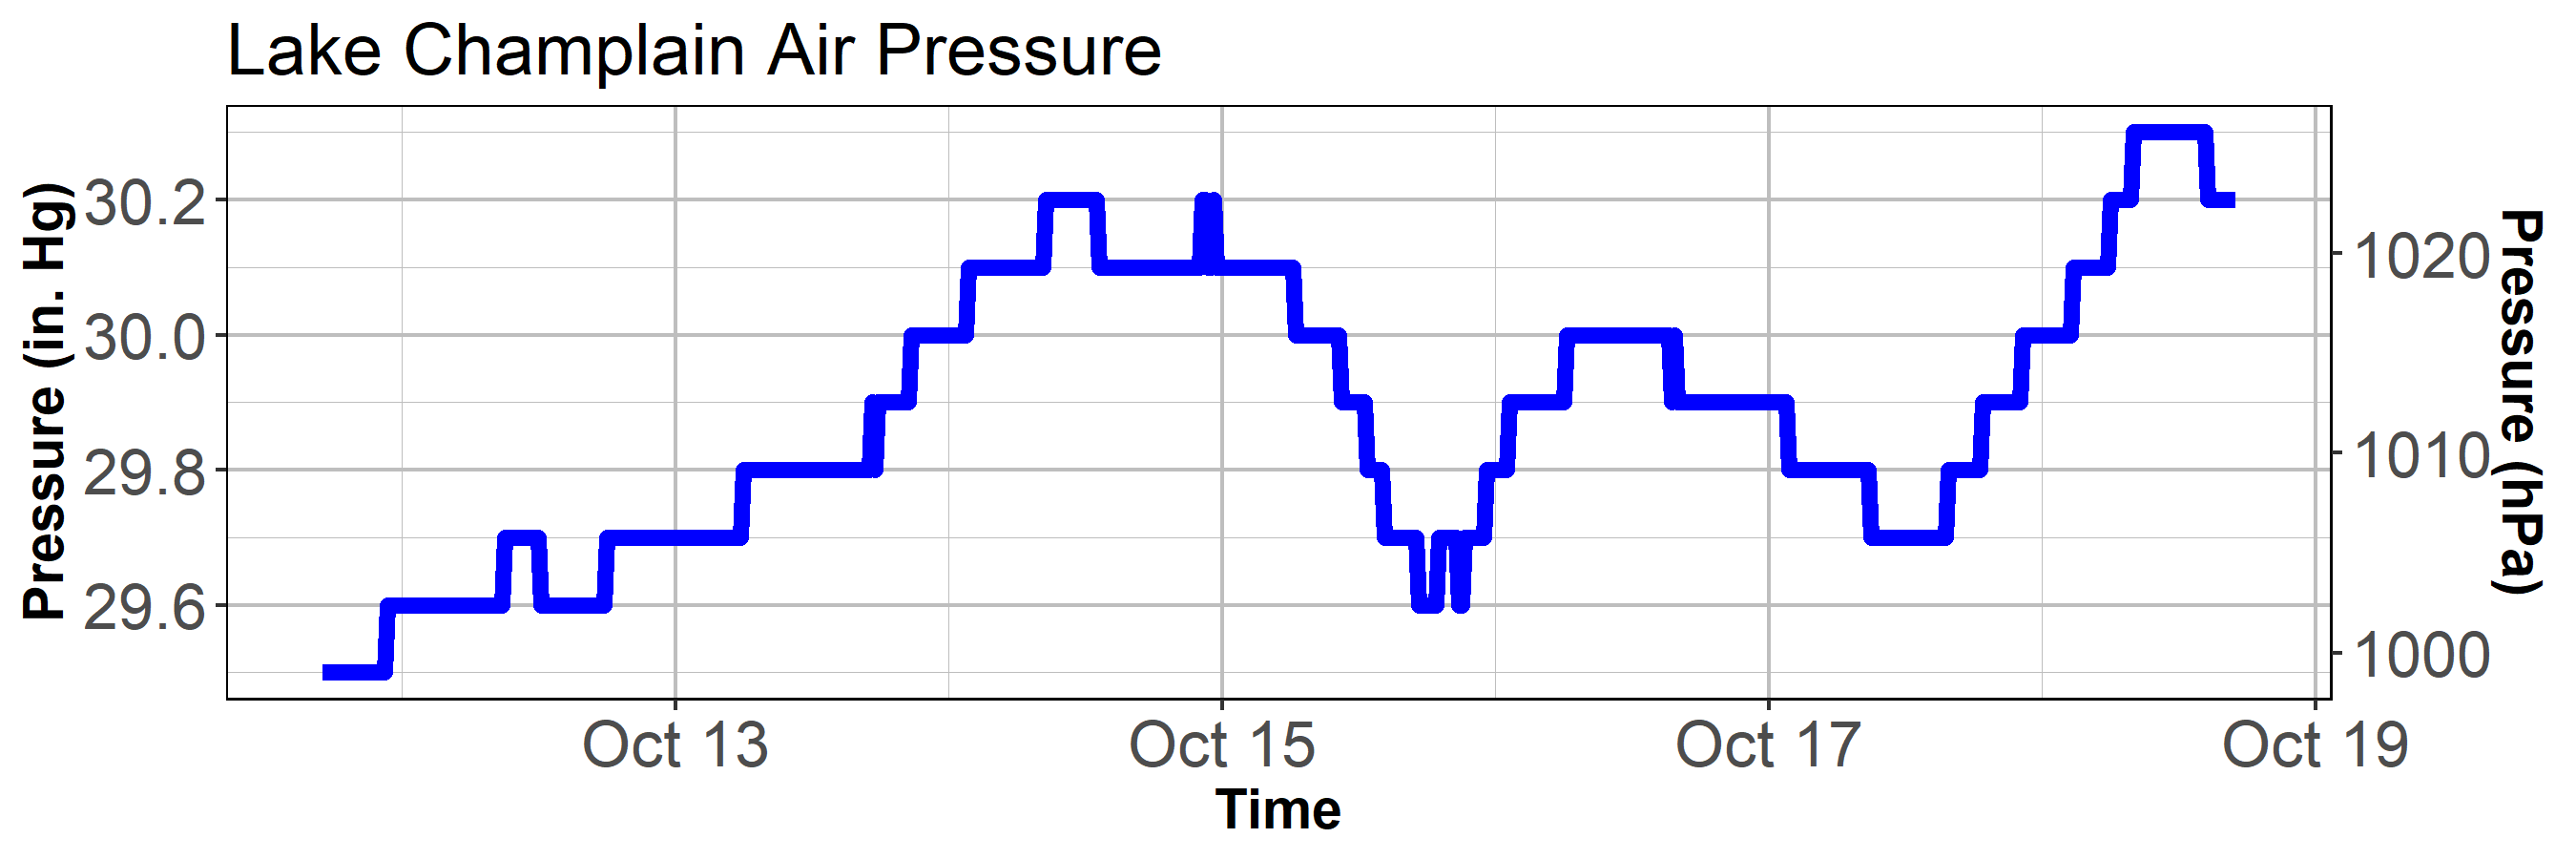 Lake Champlain Air Pressure
Pressure (in. Hg)
30.2
30.0
29.8
29.6
1020
1010
1000
Pressure (hPa)
Oct 13 Oct 15 Oct 17 Oct 19
Time